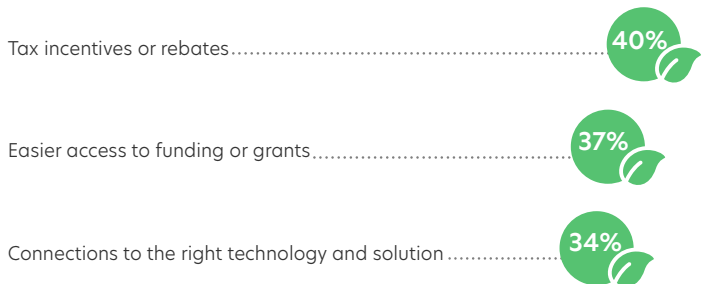 Tax incentives or rebates 40%
Easier access to funding or grants 37%
Connections to the right technology and solution 34%